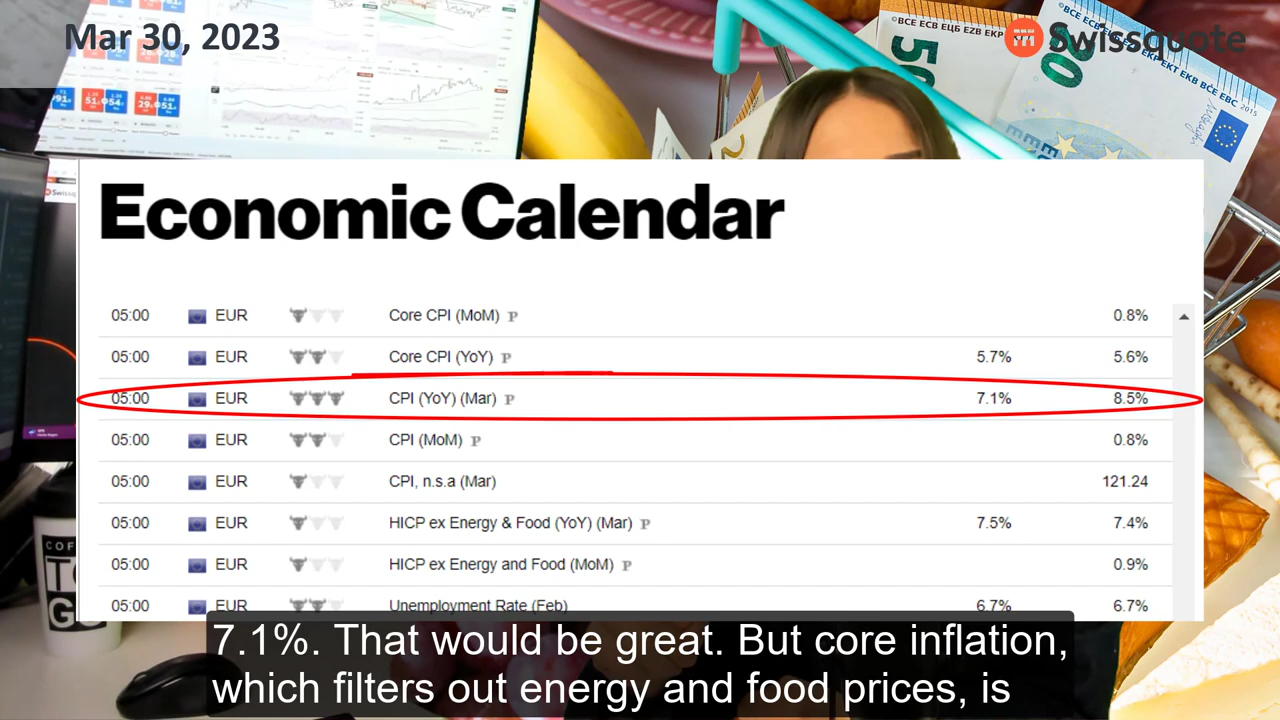 Mar 30, 2023
Swissquote
Economic Calendar
05:00 EUR Core CPI (MoM) P 0.8%
05:00 EUR Core CPI (YoY) P 5.7% 5.6%
05:00 EUR CPI (YoY) (Mar) P 7.1% 8.5%
05:00 EUR CPI (MoM) P 0.8%
05:00 EUR CPI, n.s.a (Mar) 121.24
05:00 EUR HICP ex Energy & Food (YoY) (Mar) P 7.5% 7.4%
05:00 EUR HICP ex Energy and Food (MoM) P 0.9%
05:00 EUR Unemployment Rate (Feb) 6.7% 6.7%
7.1%. That would be great. But core inflation,
which filters out energy and food prices, is